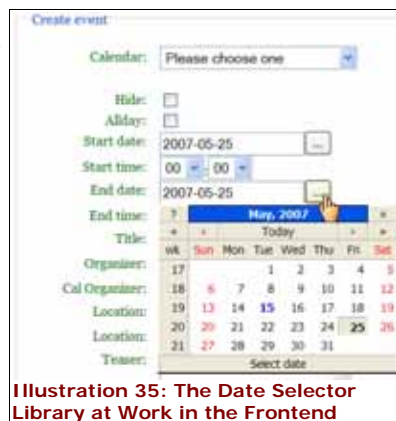 Create event
Calendar: Please choose one
Hide:
Allday:
Start date: 2007-05-25 ...
Start time: 00 : 00
End date: 2007-05-25 ...
End time: ? May, 2007 x
Title: « ‹ Today › »
wk Sun Mon Tue Wed Thu Fri Sat
Organizer: 17 1 2 3 4 5
Cal Organizer: 18 6 7 8 9 10 11 12
Location: 19 13 14 15 16 17 18 19
Location: 20 20 21 22 23 24 25 26
21 27 28 29 30 31
Teaser: Select date
Illustration 35: The Date Selector
Library at Work in the Frontend